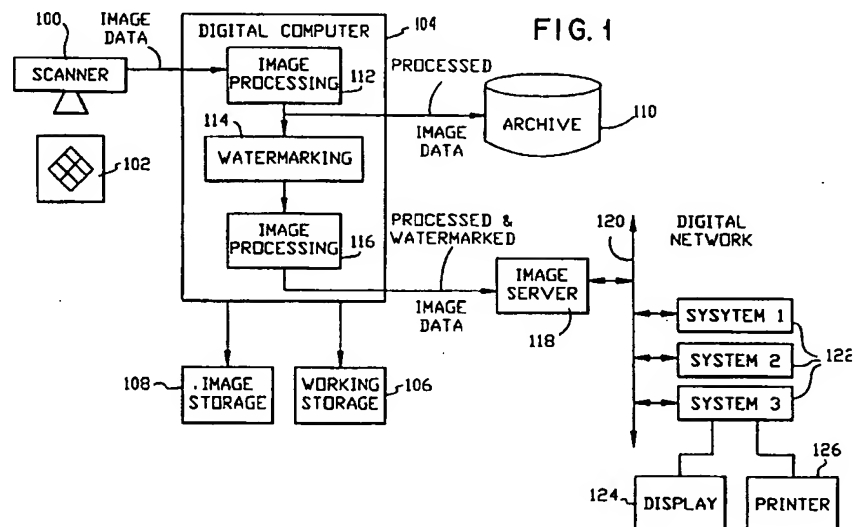 FIG. 1
100
IMAGE
DATA
SCANNER
102
DIGITAL COMPUTER
104
IMAGE
PROCESSING
112
114
WATERMARKING
IMAGE
PROCESSING
116
PROCESSED
IMAGE
DATA
ARCHIVE
110
PROCESSED &
WATERMARKED
IMAGE
DATA
IMAGE
SERVER
118
120
DIGITAL
NETWORK
SYSYTEM 1
SYSTEM 2
SYSTEM 3
122
108
.IMAGE
STORAGE
WORKING
STORAGE
106
124
DISPLAY
126
PRINTER